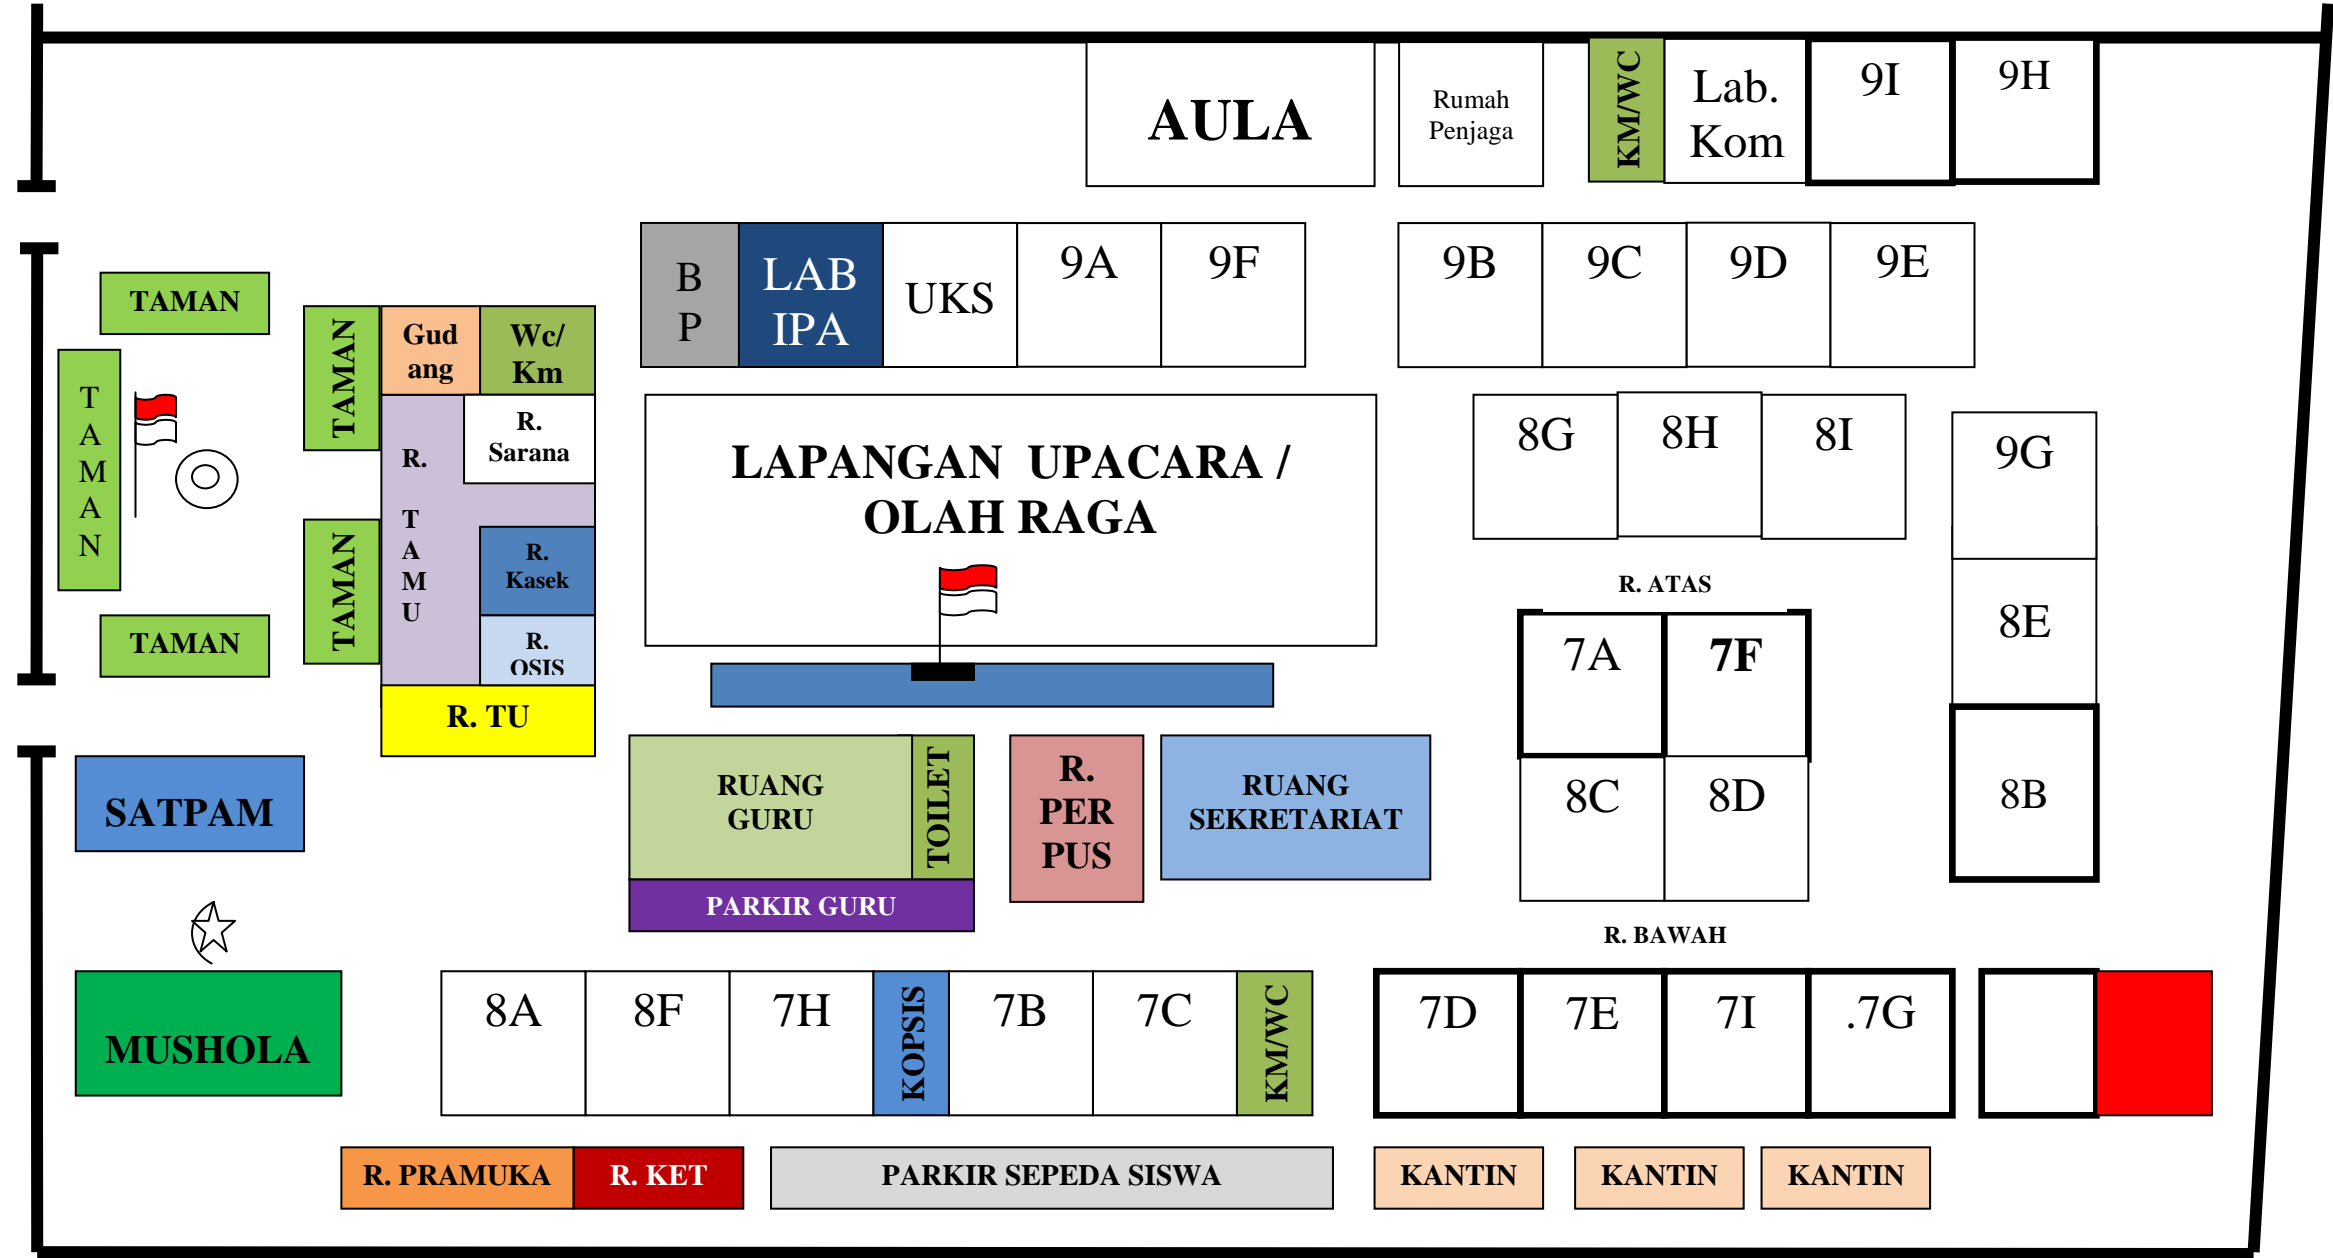 AULA
Rumah
Penjaga
KM/WC
Lab.
Kom
9I
9H
B
P
LAB
IPA
UKS
9A
9F
9B
9C
9D
9E
TAMAN
TAMAN
TAMAN
TAMAN
TAMAN
Gud
ang
Wc/
Km
R.
Sarana
R.
TAMU
R.
Kasek
R.
OSIS
R. TU
LAPANGAN UPACARA /
OLAH RAGA
8G
8H
8I
9G
8E
8B
R. ATAS
7A
7F
8C
8D
R. BAWAH
SATPAM
RUANG
GURU
TOILET
PARKIR GURU
R.
PER
PUS
RUANG
SEKRETARIAT
MUSHOLA
8A
8F
7H
KOPSIS
7B
7C
KM/WC
7D
7E
7I
.7G
R. PRAMUKA
R. KET
PARKIR SEPEDA SISWA
KANTIN
KANTIN
KANTIN